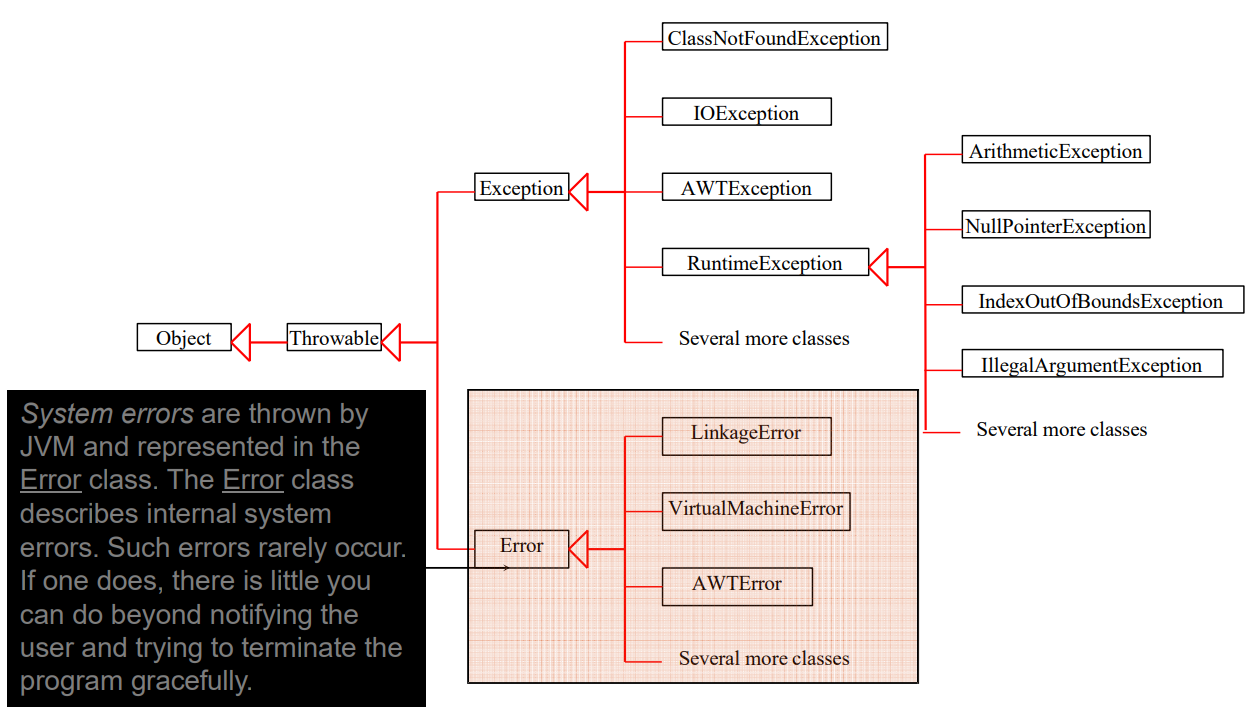 ClassNotFoundException
IOException
AWTException
RuntimeException
Several more classes
Exception
ArithmeticException
NullPointerException
IndexOutOfBoundsException
IllegalArgumentException
Several more classes
Object
Throwable
System errors are thrown by
JVM and represented in the
Error class. The Error class
describes internal system
errors. Such errors rarely occur.
If one does, there is little you
can do beyond notifying the
user and trying to terminate the
program gracefully.
Error
LinkageError
VirtualMachineError
AWTError
Several more classes